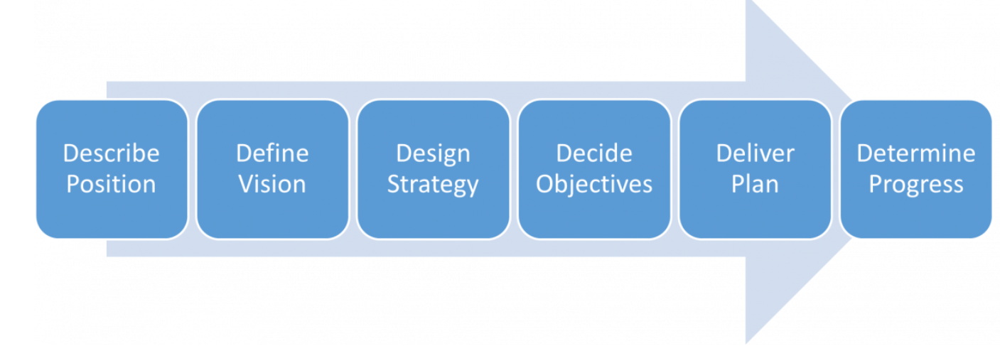 Describe
Position
Define
Vision
Design
Strategy
Decide
Objectives
Deliver
Plan
Determine
Progress